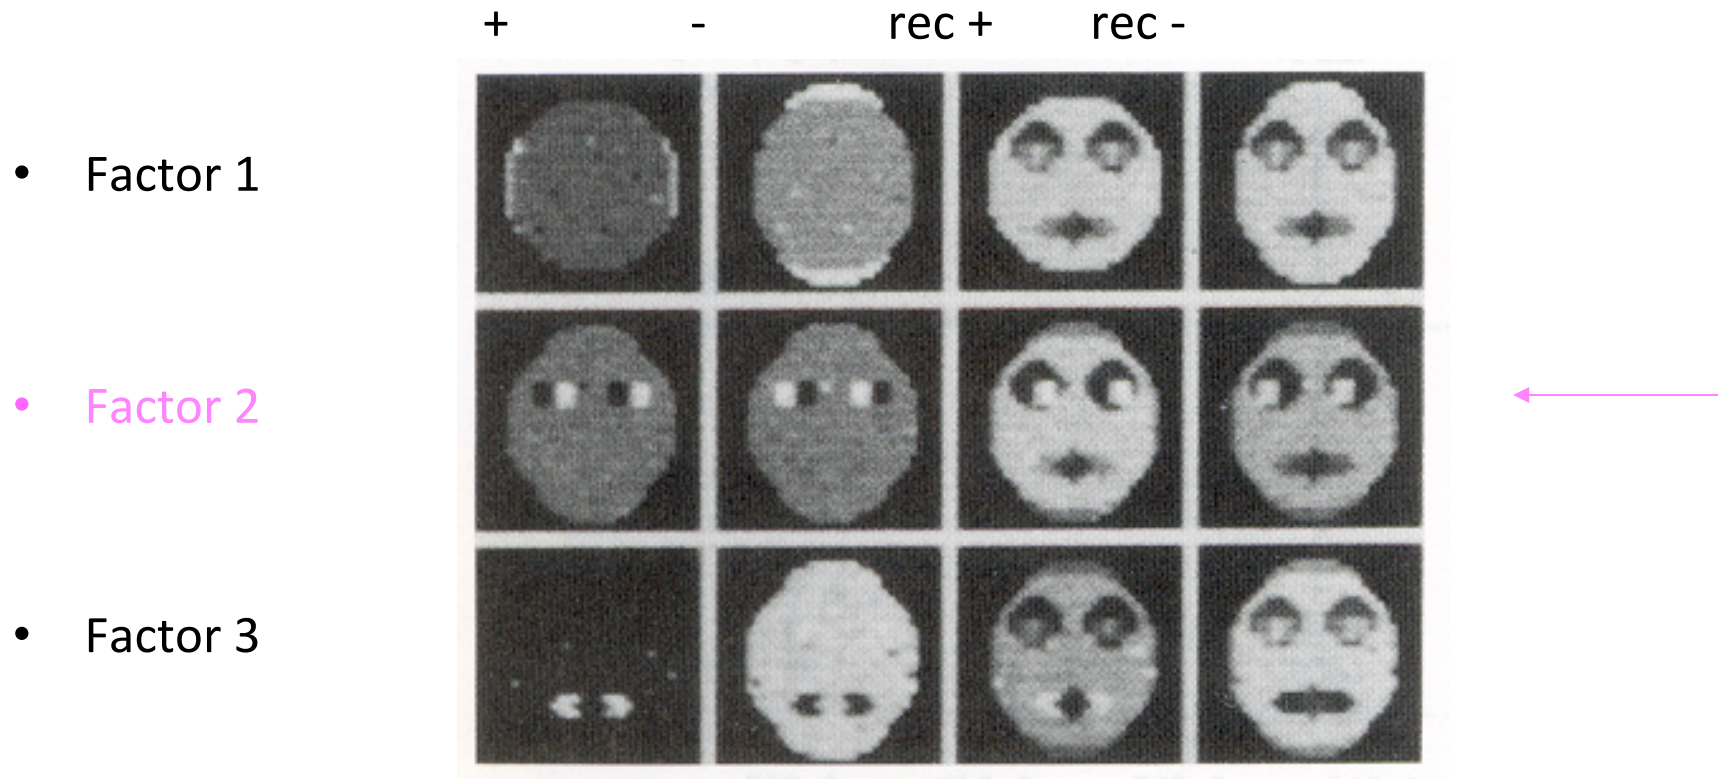 + - rec + rec -
• Factor 1
• Factor 2
• Factor 3